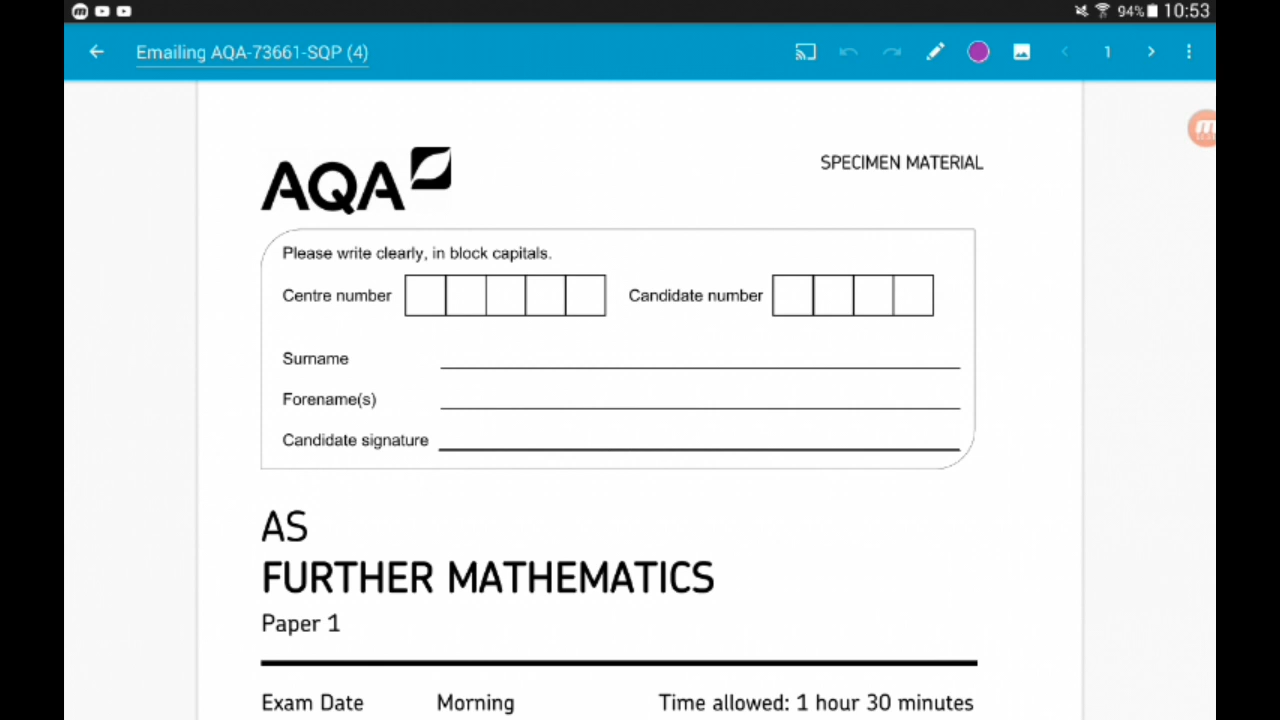 94% 10:53
Emailing AQA-73661-SQP (4) 1
AQA
SPECIMEN MATERIAL
Please write clearly, in block capitals.
Centre number Candidate number
Surname
Forename(s)
Candidate signature
AS
FURTHER MATHEMATICS
Paper 1
Exam Date Morning Time allowed: 1 hour 30 minutes